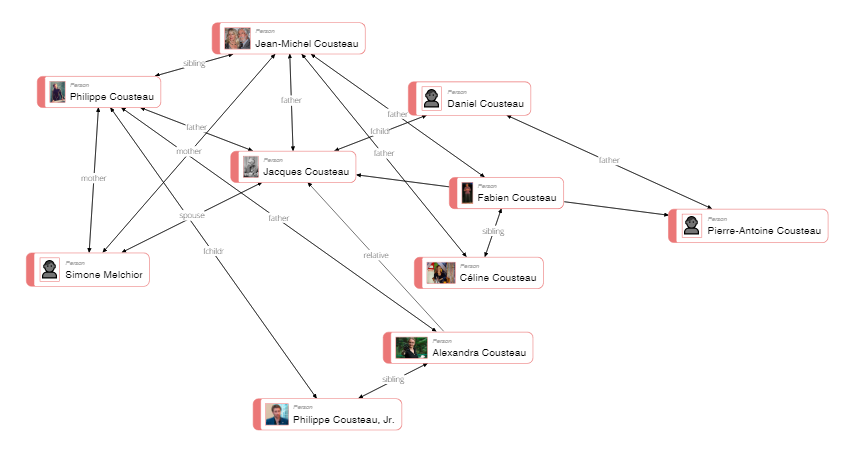 Person
Jean-Michel Cousteau
sibling
Person
Philippe Cousteau
Person
Daniel Cousteau
father
father
father
lchildr
mother
father
Person
Jacques Cousteau
father
mother
Person
Fabien Cousteau
spouse
father
sibling
Person
Pierre-Antoine Cousteau
lchildr
relative
Person
Simone Melchior
Person
Céline Cousteau
Person
Alexandra Cousteau
sibling
Person
Philippe Cousteau, Jr.